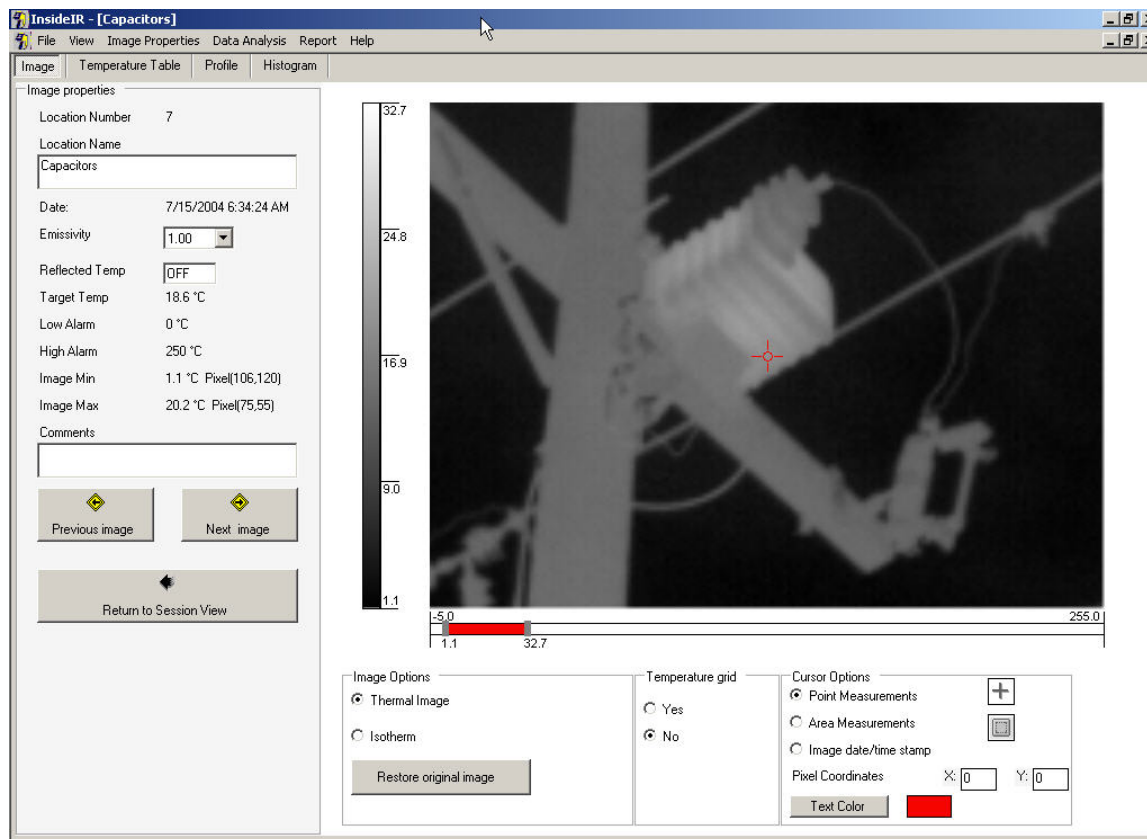 InsideIR - [Capacitors]
File View Image Properties Data Analysis Report Help
Image Temperature Table Profile Histogram
Image properties
Location Number 7
Location Name
Capacitors
Date: 7/15/2004 6:34:24 AM
Emissivity 1.00
Reflected Temp OFF
Target Temp 18.6 °C
Low Alarm 0 °C
High Alarm 250 °C
Image Min 1.1 °C Pixel(106,120)
Image Max 20.2 °C Pixel(75,55)
Comments
Previous image Next image
Return to Session View
32.7
24.8
16.9
9.0
1.1
-5.0 255.0
1.1 32.7
Image Options
Thermal Image
Isotherm
Restore original image
Temperature grid
Yes
No
Cursor Options
Point Measurements
Area Measurements
Image date/time stamp
Pixel Coordinates X: 0 Y: 0
Text Color